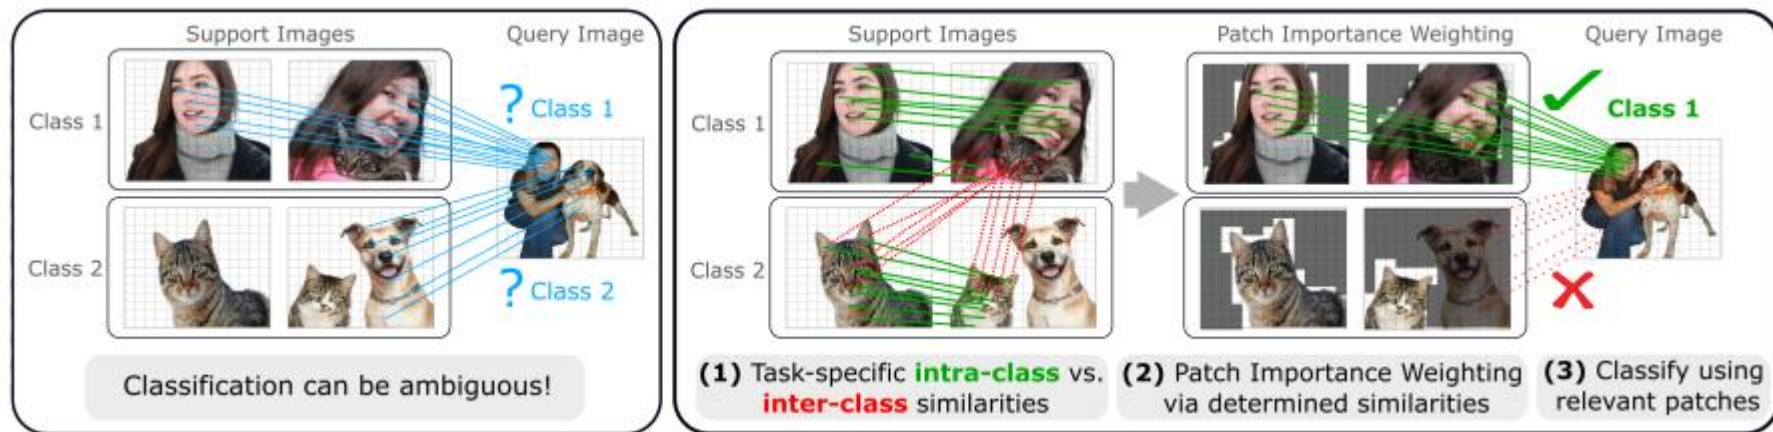 Support Images
Query Image
Class 1
? Class 1
Class 2
? Class 2
Classification can be ambiguous!
Support Images
Patch Importance Weighting
Query Image
Class 1
Class 1
Class 2
(1) Task-specific intra-class vs.
inter-class similarities
(2) Patch Importance Weighting
via determined similarities
(3) Classify using
relevant patches